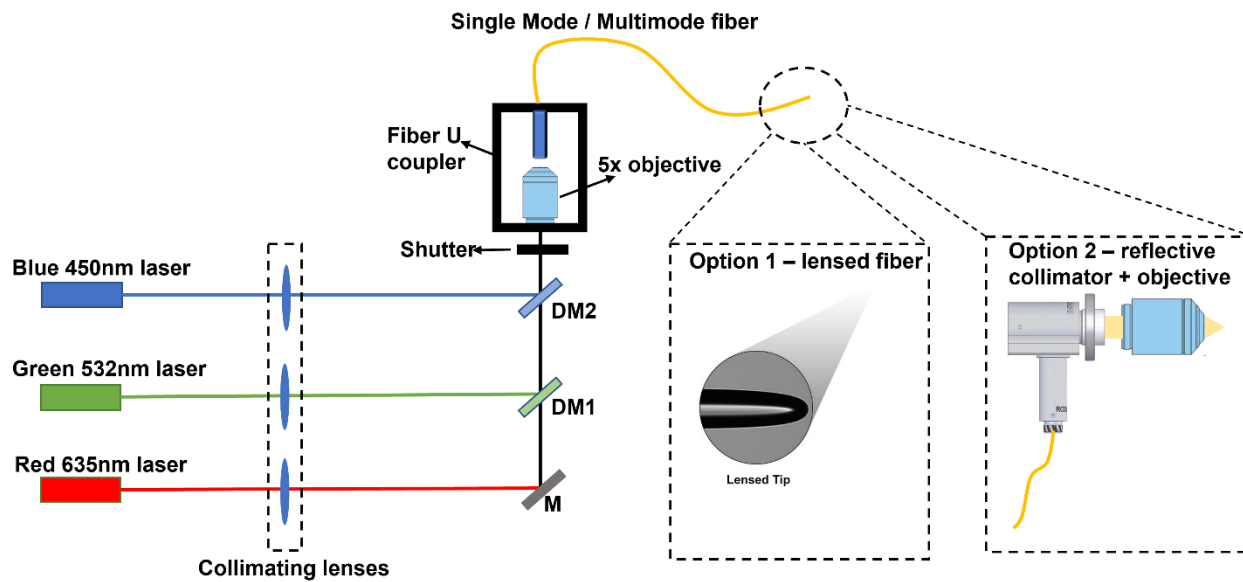 Single Mode / Multimode fiber
Fiber U
coupler
5x objective
Shutter
Blue 450nm laser
DM2
Green 532nm laser
DM1
Red 635nm laser
M
Collimating lenses
Option 1 – lensed fiber
Lensed Tip
Option 2 – reflective
collimator + objective